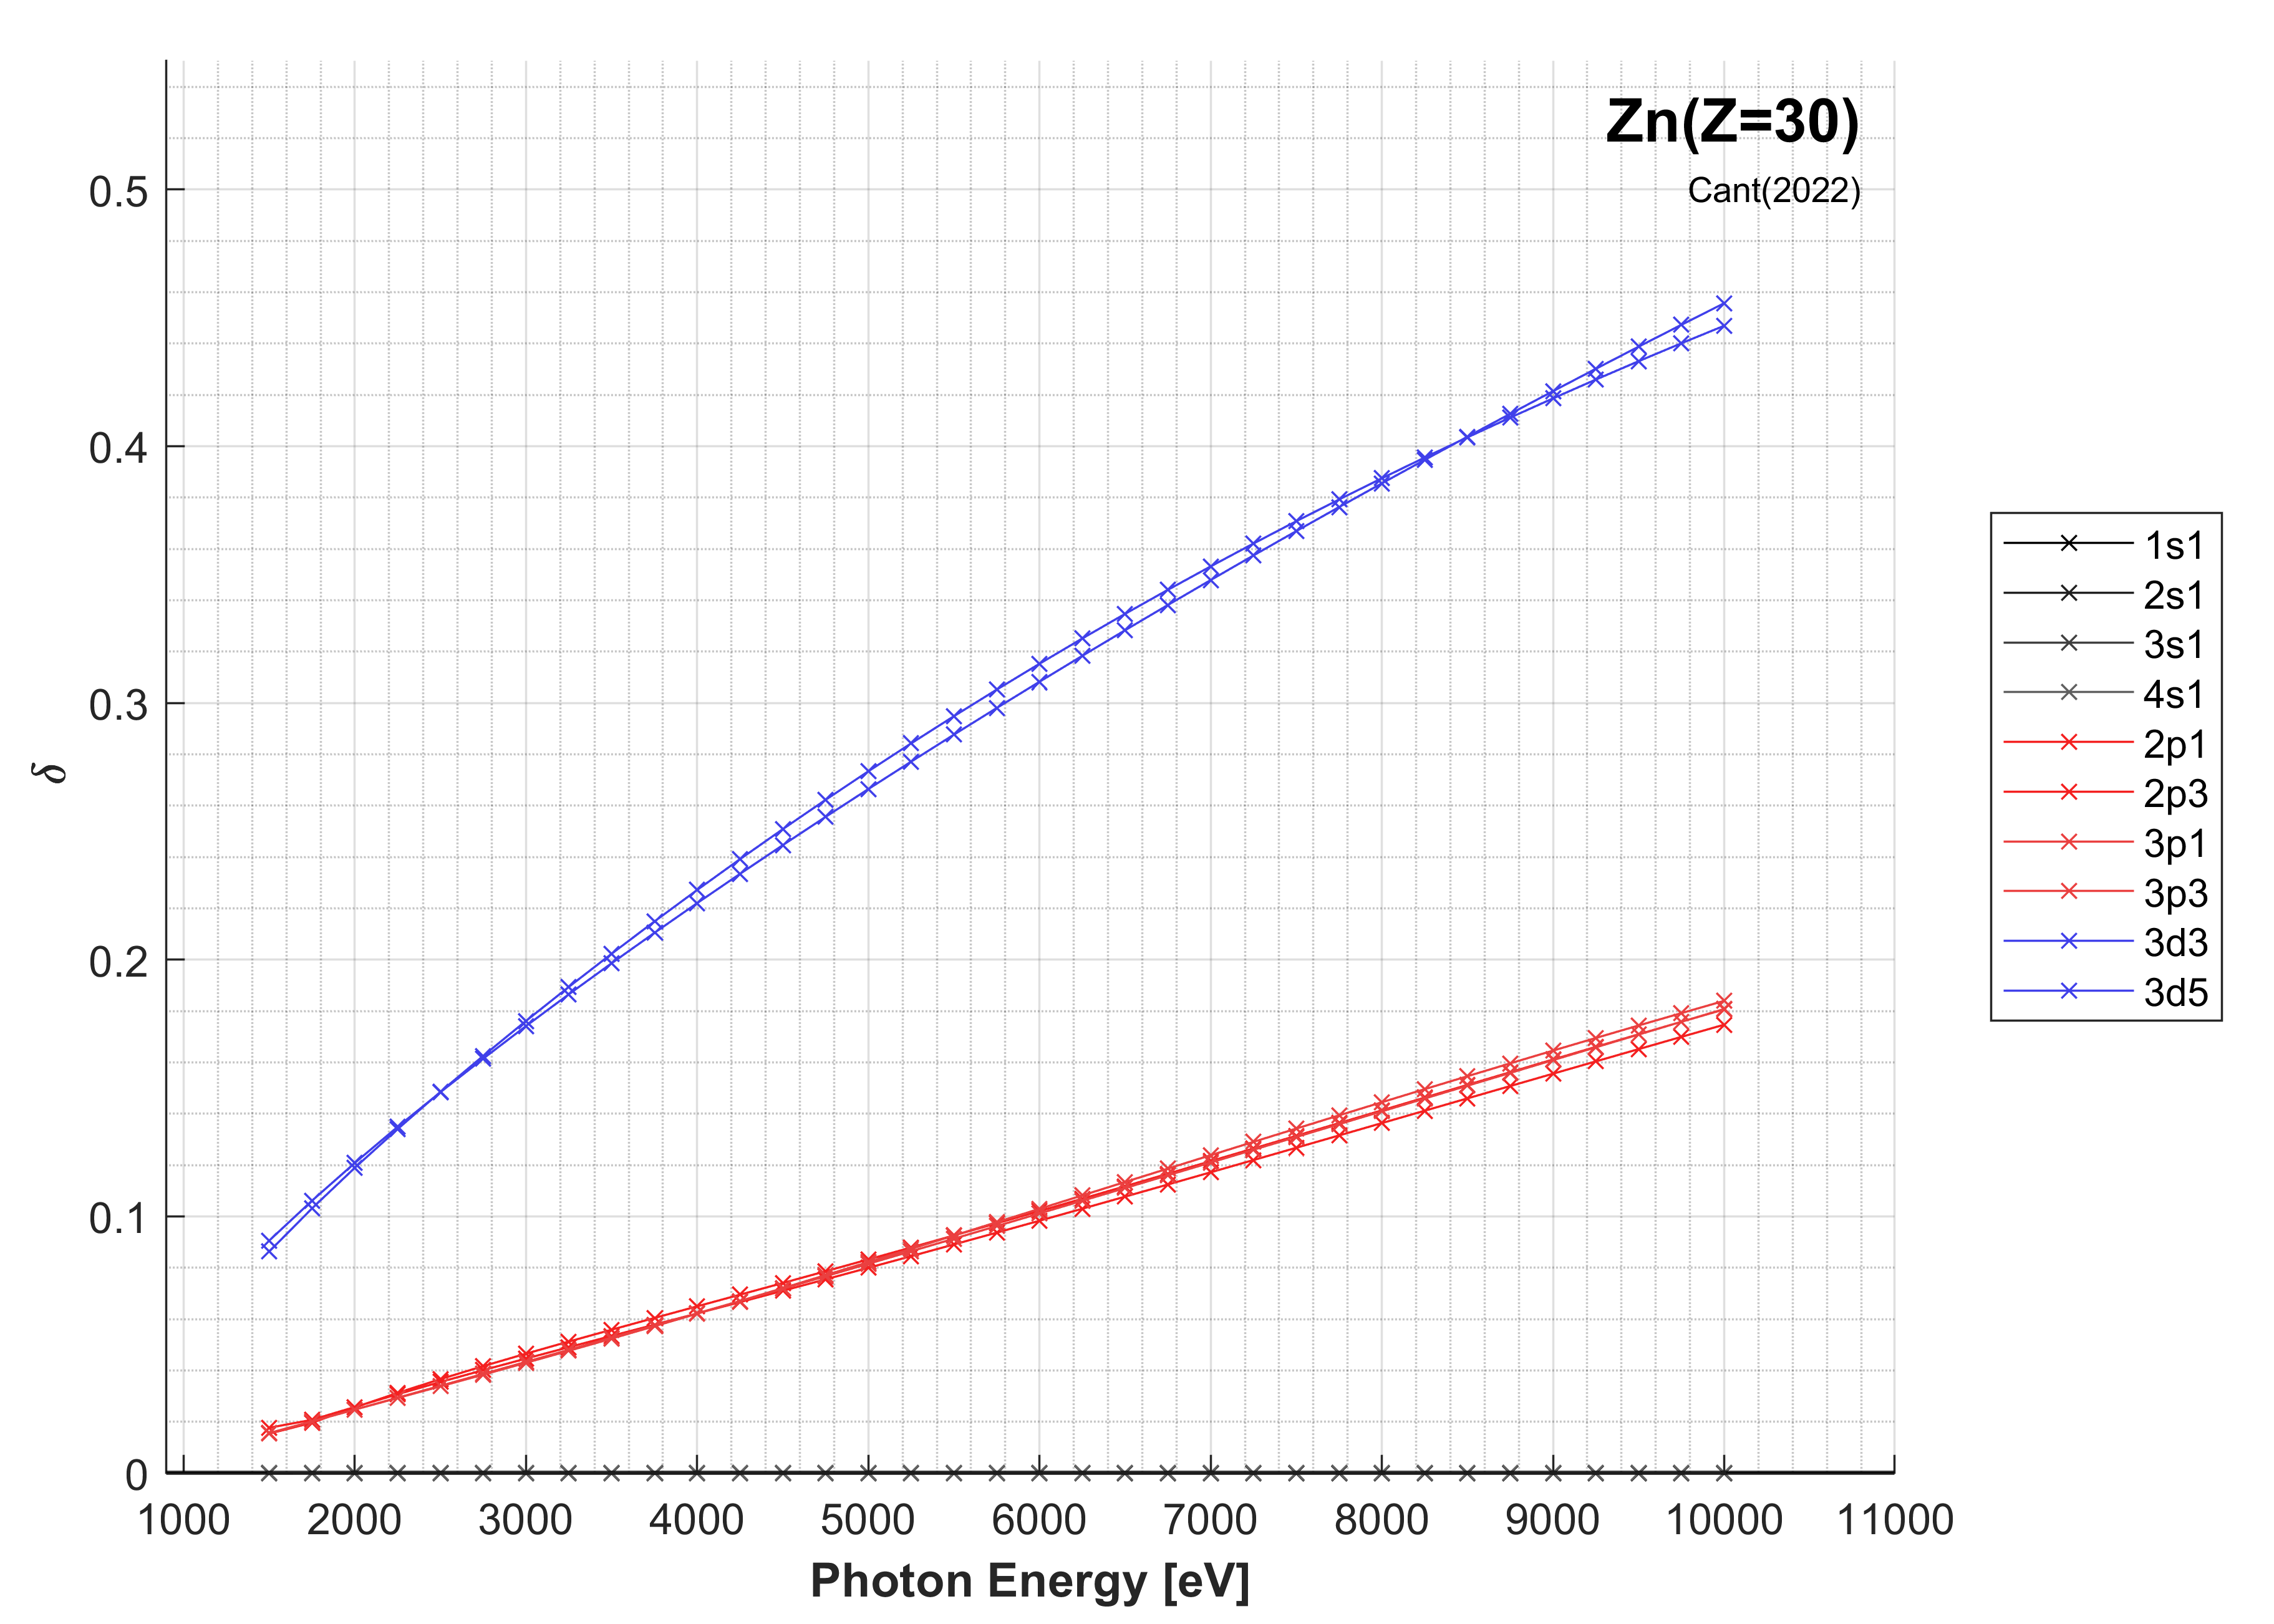 Zn(Z=30)
Cant(2022)
0.5
0.4
0.3
0.2
0.1
0
δ
1000 2000 3000 4000 5000 6000 7000 8000 9000 10000 11000
Photon Energy [eV]
1s1
2s1
3s1
4s1
2p1
2p3
3p1
3p3
3d3
3d5